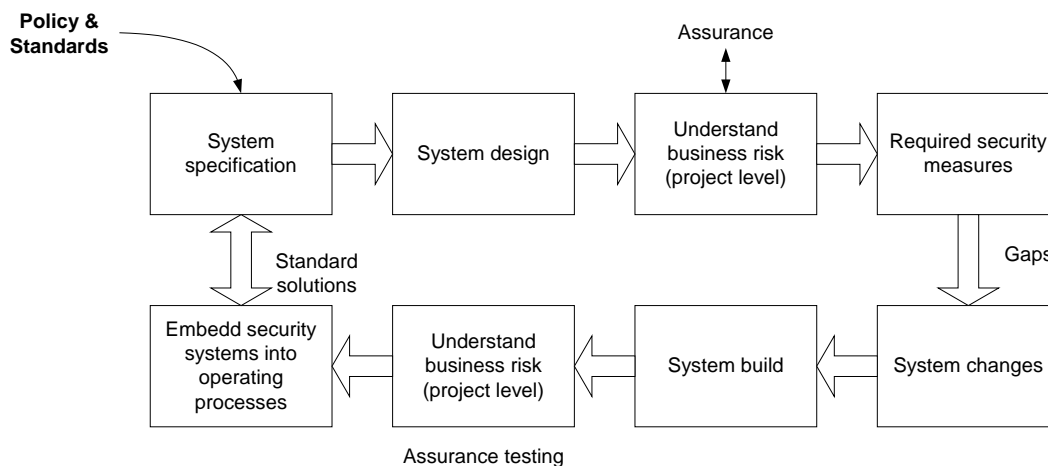 Policy &
Standards
Assurance
System
specification
System design
Understand
business risk
(project level)
Required security
measures
Standard
solutions
Gaps
Embedd security
systems into
operating
processes
Understand
business risk
(project level)
System build
System changes
Assurance testing